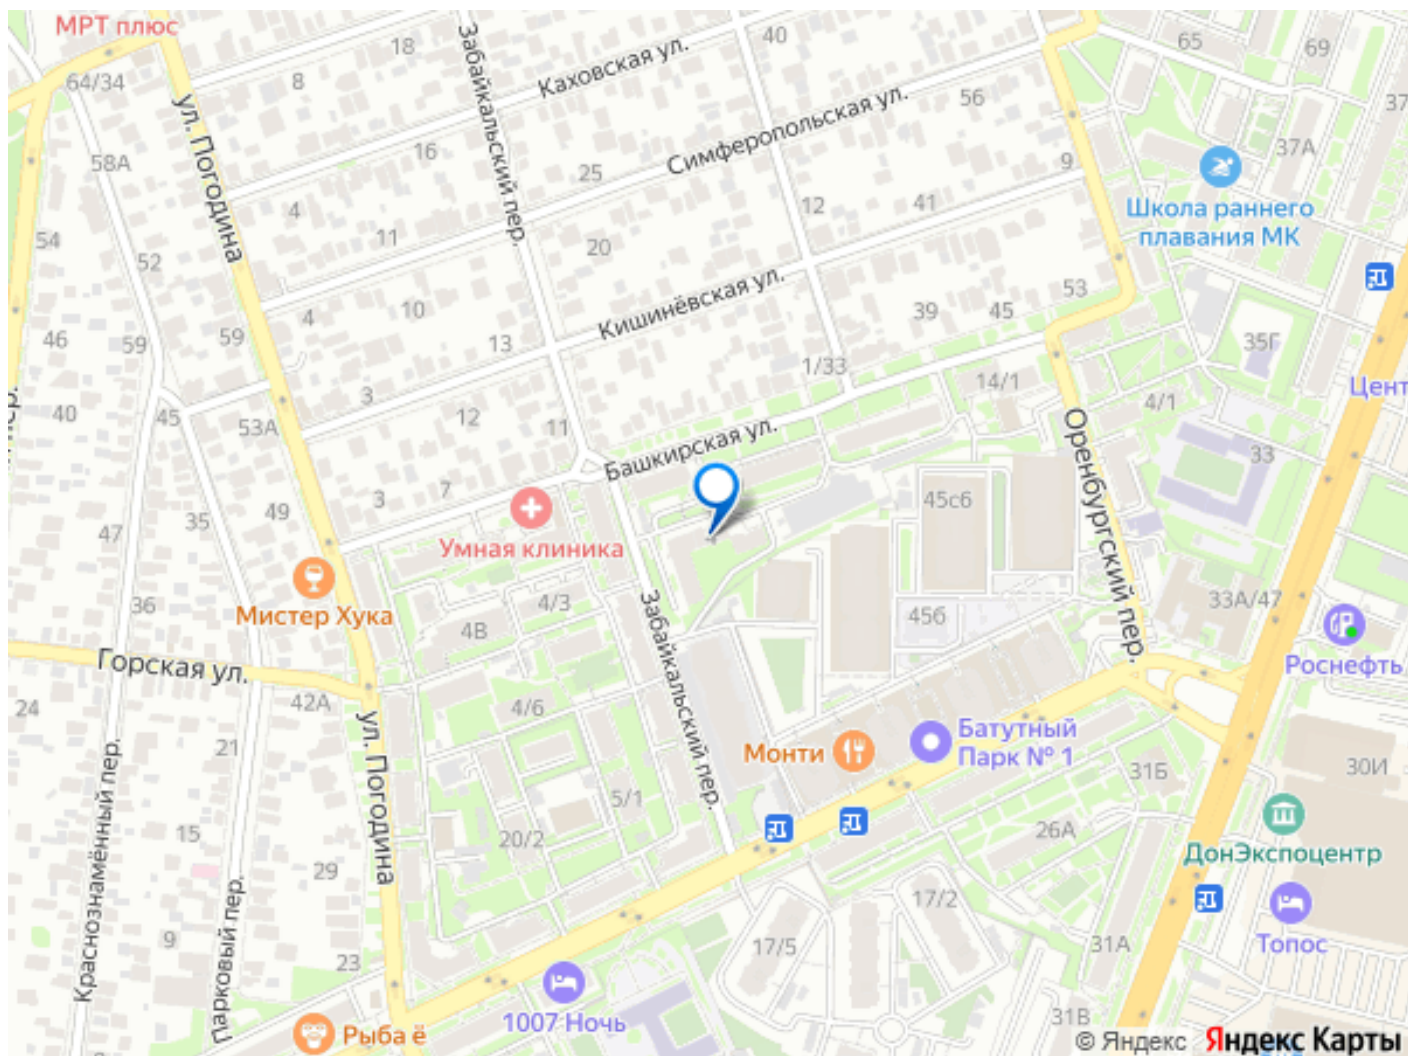 МРТ плюс
18
Забайкальский пер.
40
65
69
64/34
8
Каховская ул.
37
ул. Погодина
56
Симферопольская ул.
58А
16
25
9
37А
4
12
41
Школа раннего
плавания МК
54
11
20
52
10
4
Кишинёвская ул.
53
46
59
59
13
39
45
35Г
1/33
14/1
Цент
40
3
45
53А
12
11
Башкирская ул.
4/1
Оренбургский пер.
33
3
7
49
35
47
45с6
Умная клиника
36
Мистер Хука
4/3
4В
Забайкальский пер.
45б
33А/47
Горская ул.
Роснефть
24
42А
4/6
21
ул. Погодина
Монти
Батутный
Парк № 1
31Б
30И
Краснознамённый пер.
15
5/1
20/2
26А
29
ДонЭкспоцентр
Парковый пер.
17/2
9
23
17/5
31А
Топос
1007 Ночь
31В
Рыба ё
© Яндекс Яндекс Карты